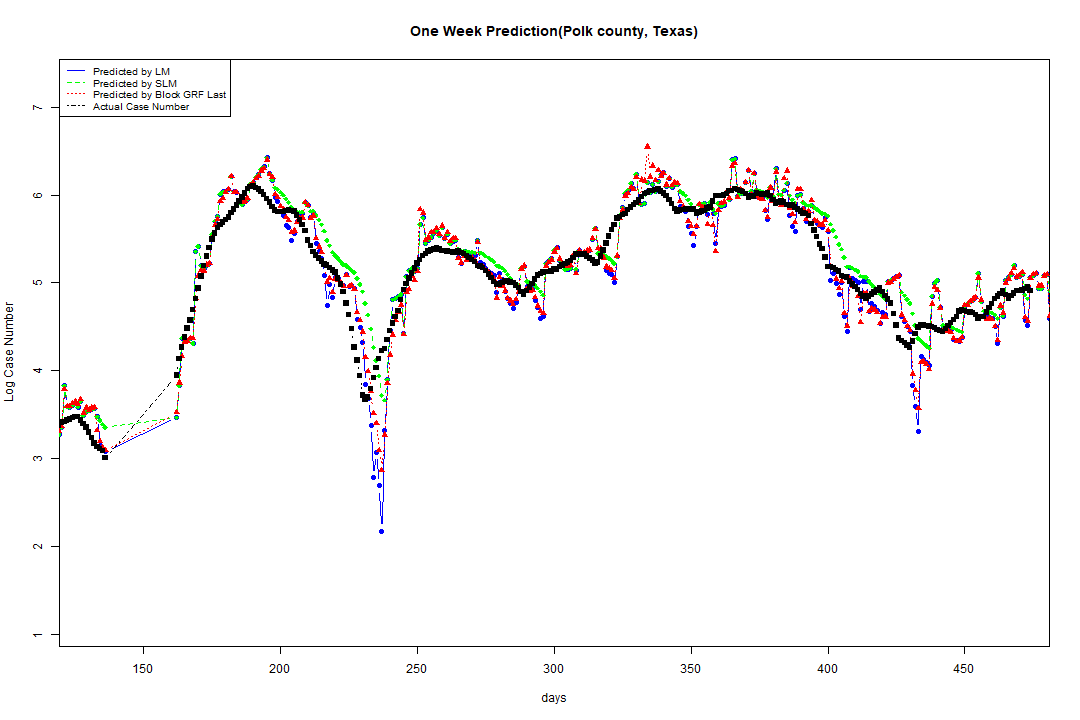 One Week Prediction(Polk county, Texas)
Predicted by LM
Predicted by SLM
Predicted by Block GRF Last
Actual Case Number
7
6
5
4
3
2
1
Log Case Number
150 200 250 300 350 400 450
days